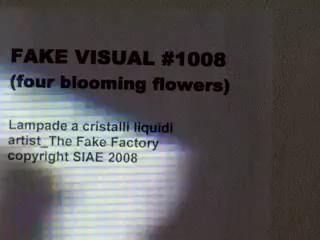 FAKE VISUAL #1008
(four blooming flowers)
Lampade a cristalli liquidi
artist_The Fake Factory
copyright SIAE 2008